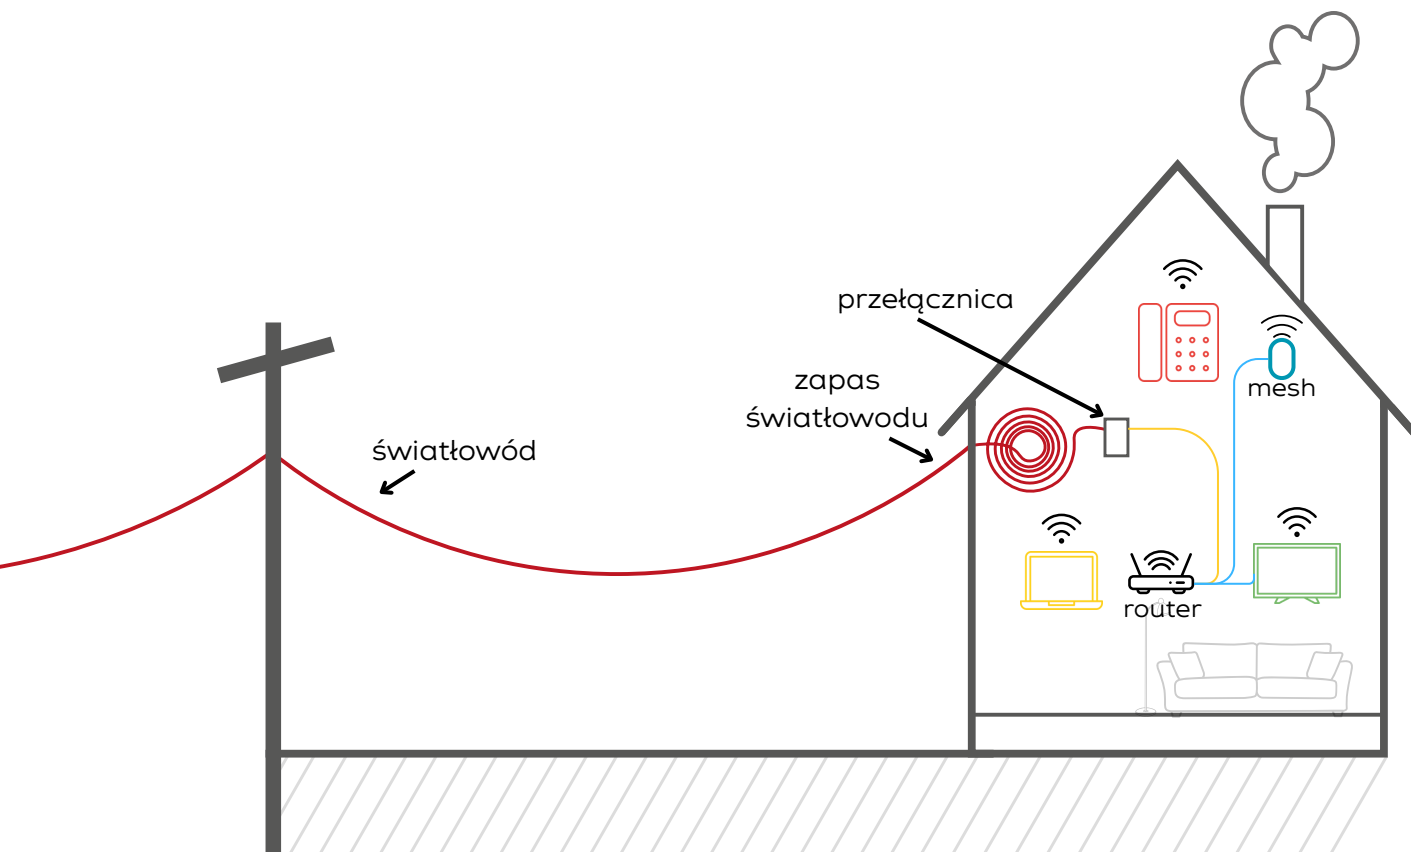 przełącznica
zapas
światłowodu
światłowód
mesh
router